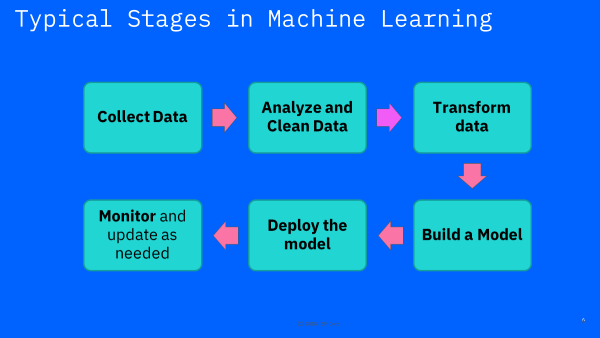 Typical Stages in Machine Learning
Collect Data
Analyze and
Clean Data
Transform
data
Build a Model
Deploy the
model
Monitor and
update as
needed